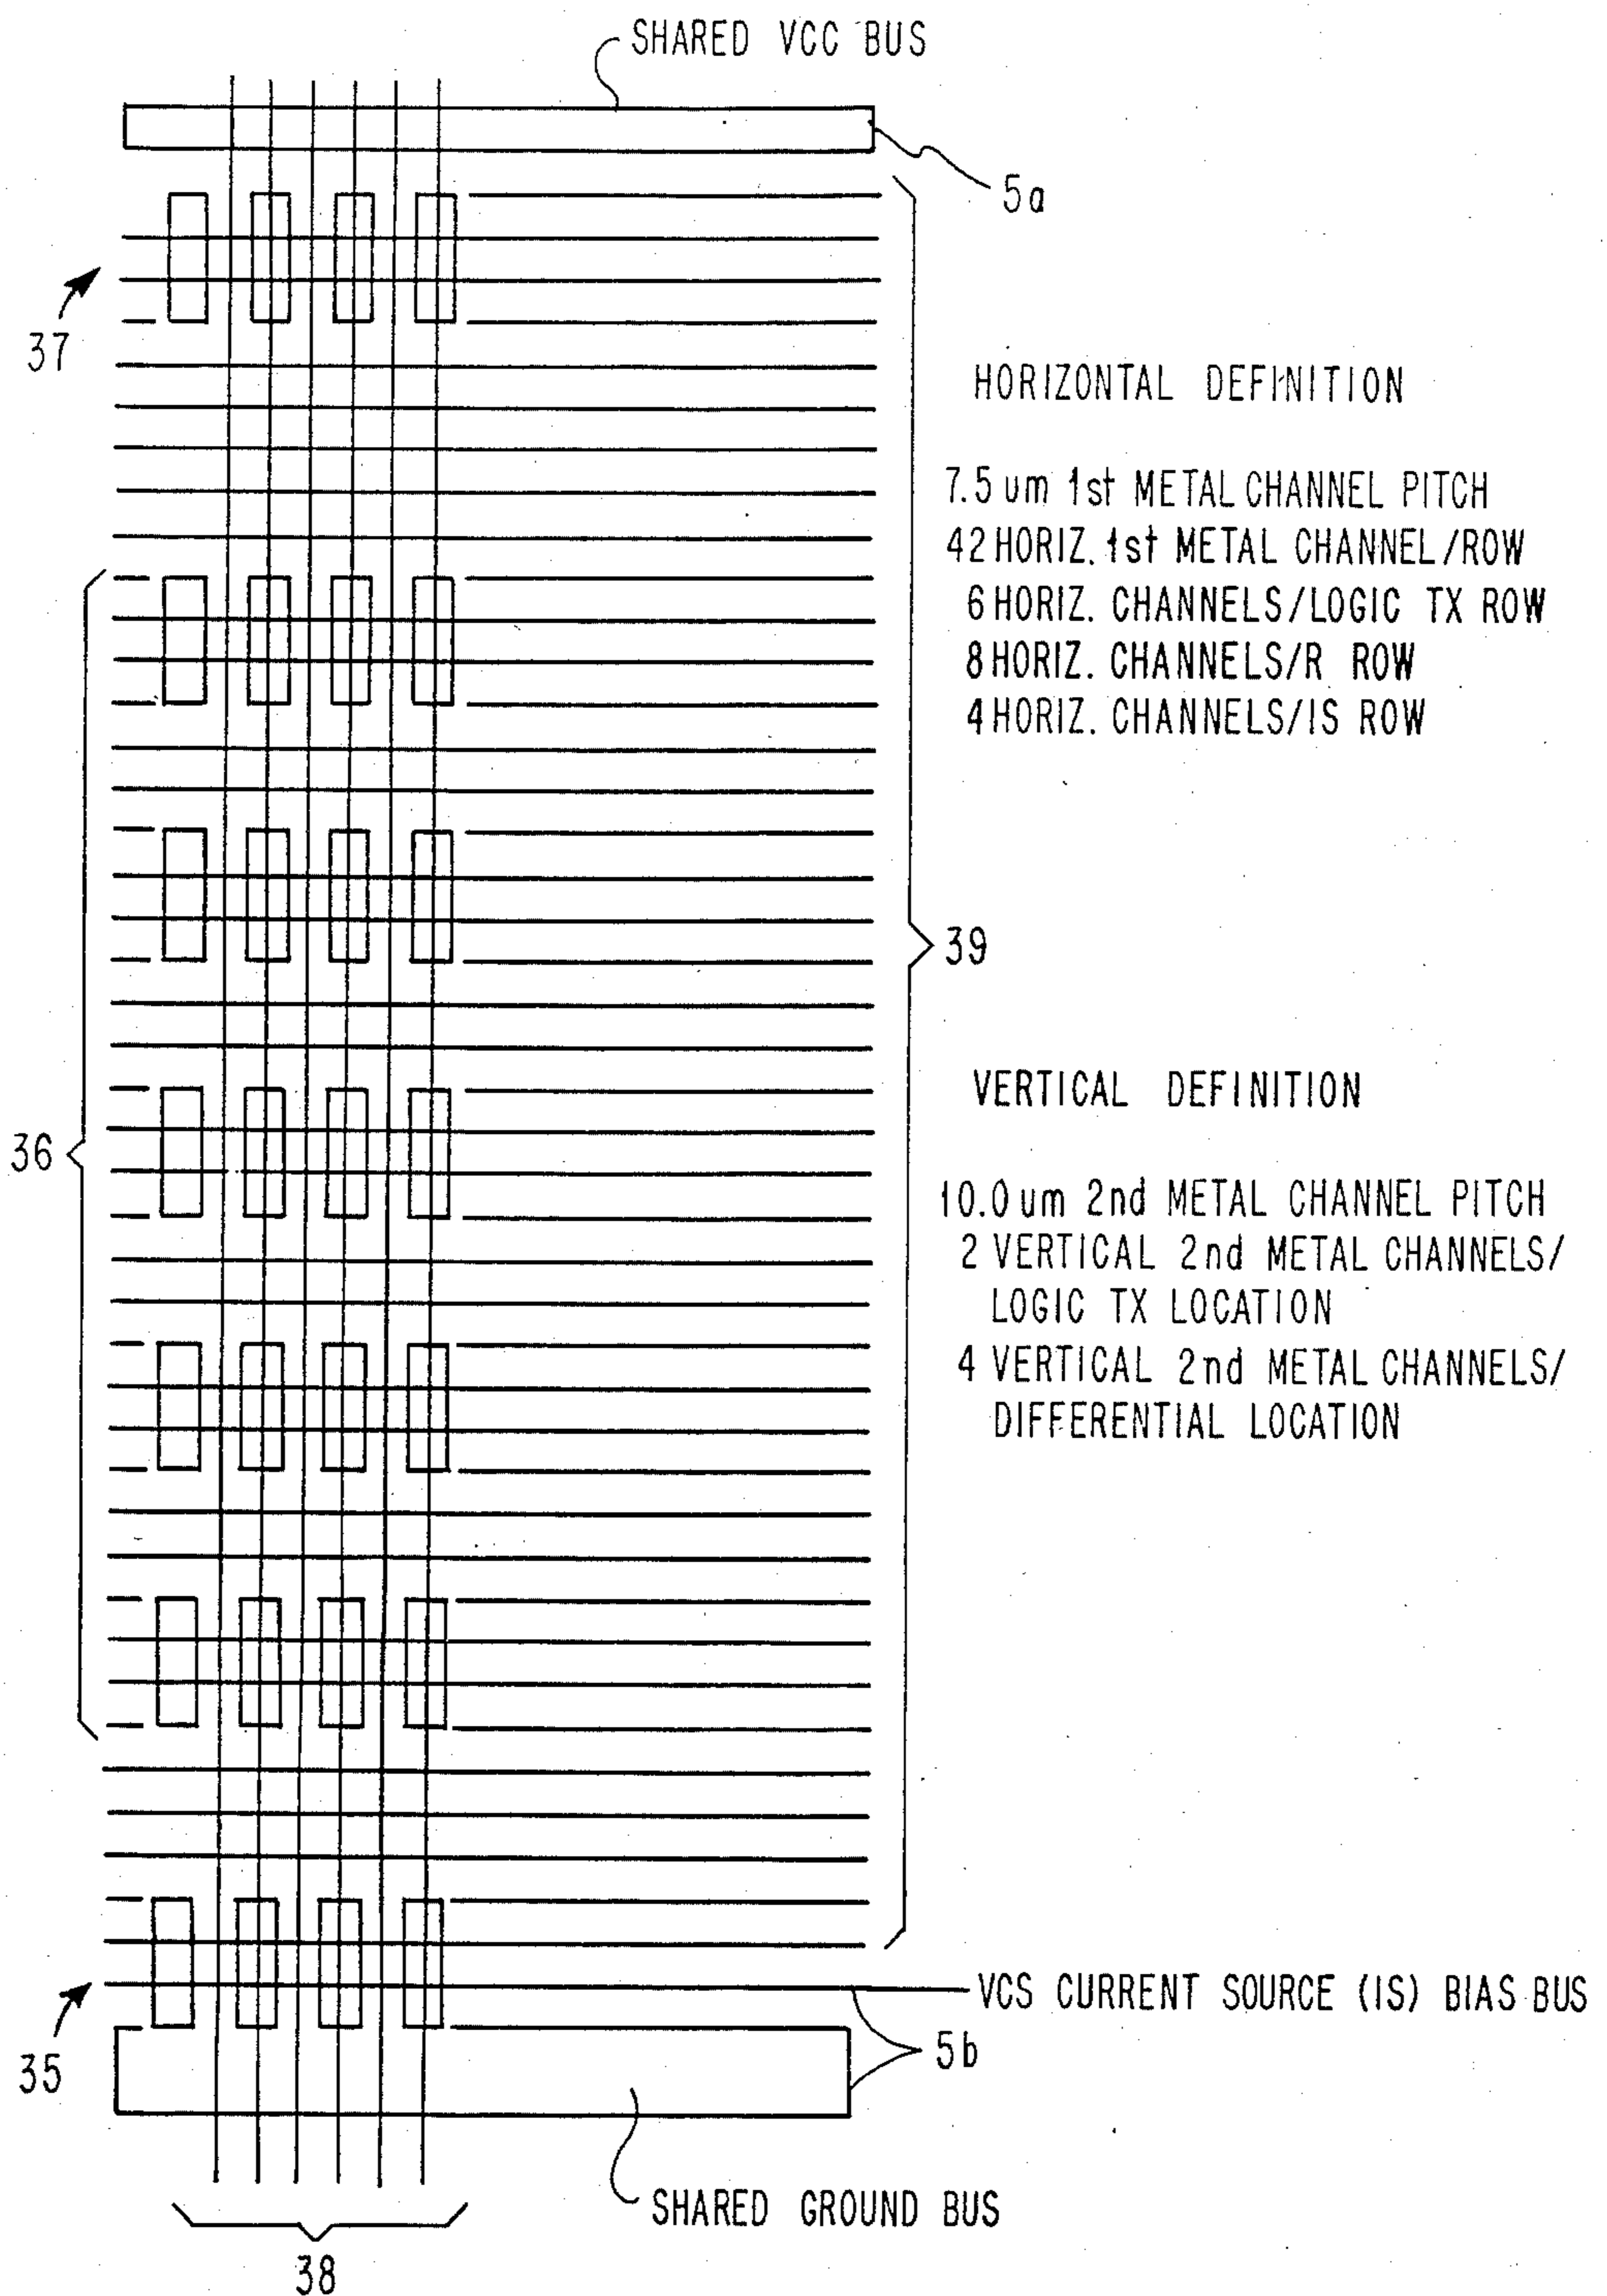 SHARED VCC BUS
5a
37
HORIZONTAL DEFINITION
7.5 um 1st METAL CHANNEL PITCH
42 HORIZ. 1st METAL CHANNEL/ROW
6 HORIZ. CHANNELS/LOGIC TX ROW
8 HORIZ. CHANNELS/R ROW
4 HORIZ. CHANNELS/IS ROW
39
36
VERTICAL DEFINITION
10.0 um 2nd METAL CHANNEL PITCH
2 VERTICAL 2nd METAL CHANNELS/
LOGIC TX LOCATION
4 VERTICAL 2nd METAL CHANNELS/
DIFFERENTIAL LOCATION
VCS CURRENT SOURCE (IS) BIAS BUS
35
5b
SHARED GROUND BUS
38